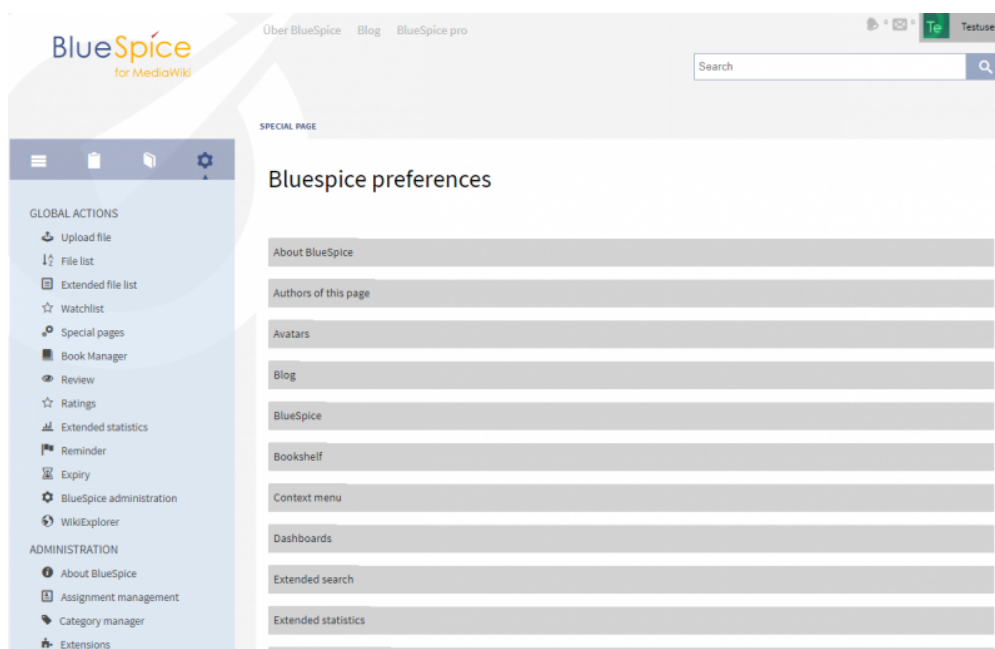 BlueSpice
for MediaWiki
Über BlueSpice Blog BlueSpice pro
Te Testuse
Search
SPECIAL PAGE
Bluespice preferences
GLOBAL ACTIONS
Upload file
File list
Extended file list
Watchlist
Special pages
Book Manager
Review
Ratings
Extended statistics
Reminder
Expiry
BlueSpice administration
WikiExplorer
ADMINISTRATION
About BlueSpice
Assignment management
Category manager
Extensions
About BlueSpice
Authors of this page
Avatars
Blog
BlueSpice
Bookshelf
Context menu
Dashboards
Extended search
Extended statistics